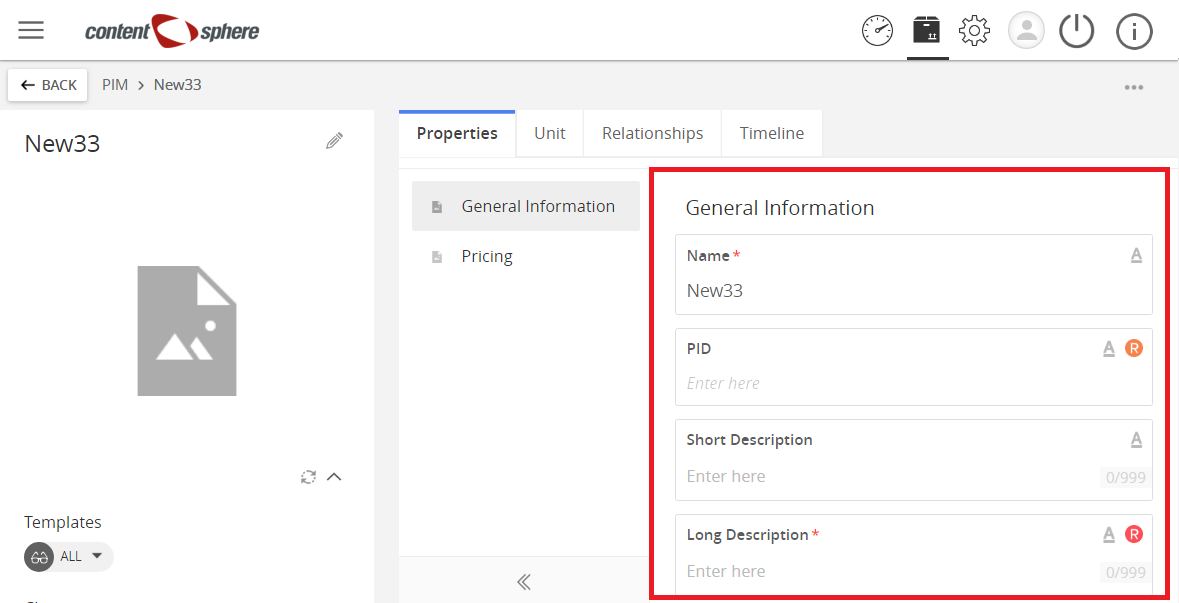 content sphere
i
BACK PIM > New33
New33
Properties Unit Relationships Timeline
General Information
Pricing
General Information
Name *
A
New33
PID
A R
Enter here
Short Description
A
Enter here
0/999
Long Description *
A R
Enter here
0/999
Templates
ALL